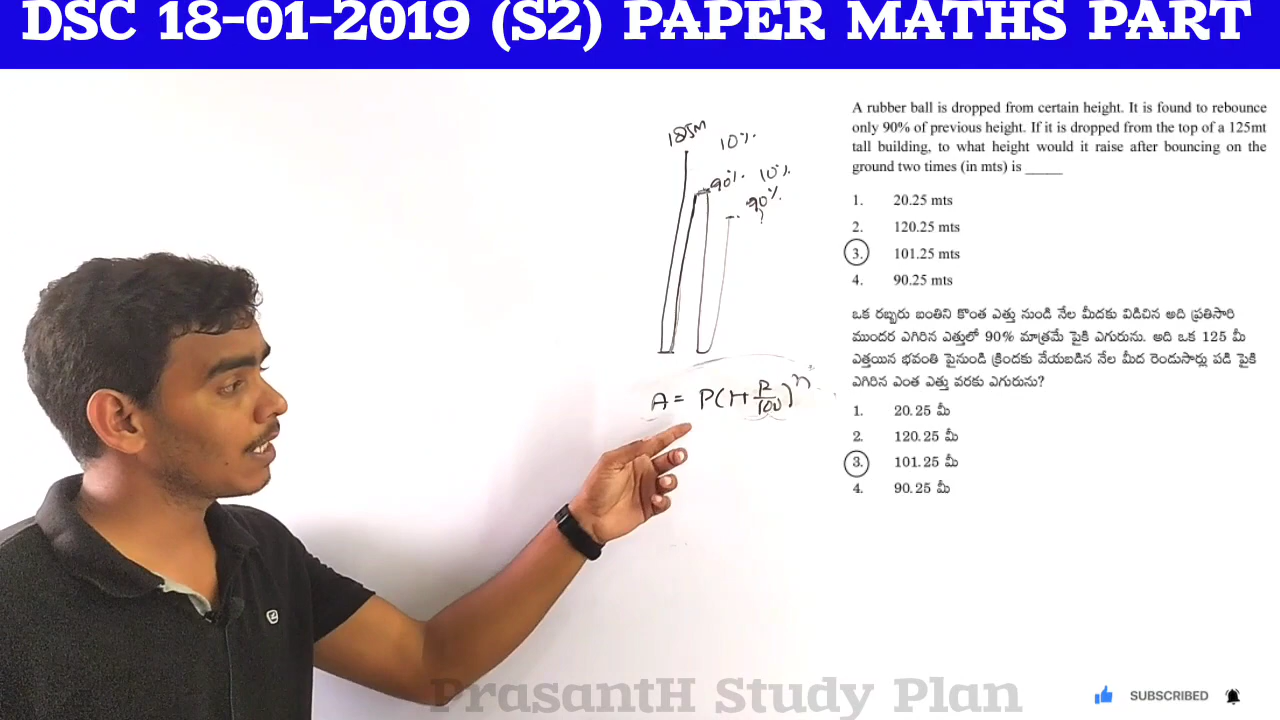 DSC 18-01-2019 (S2) PAPER MATHS PART
A rubber ball is dropped from certain height. It is found to rebounce
only 90% of previous height. If it is dropped from the top of a 125mt
tall building, to what height would it raise after bouncing on the
ground two times (in mts) is _____
1. 20.25 mts
2. 120.25 mts
3. 101.25 mts
4. 90.25 mts
ఒక రబ్బరు బంతిని కొంత ఎత్తు నుండి నేల మీదకు విడిచిన అది ప్రతిసారి
ముందర ఎగిరిన ఎత్తులో 90% మాత్రమే పైకి ఎగురును. అది ఒక 125 మీ
ఎత్తయిన భవంతి పైనుండి క్రిందకు వేయబడిన నేల మీద రెండుసార్లు పడి పైకి
ఎగిరిన ఎంత ఎత్తు వరకు ఎగురును?
1. 20.25 మీ
2. 120.25 మీ
3. 101.25 మీ
4. 90.25 మీ
10%
90% 10%
90%
?
PrasantH Study Plan
SUBSCRIBED